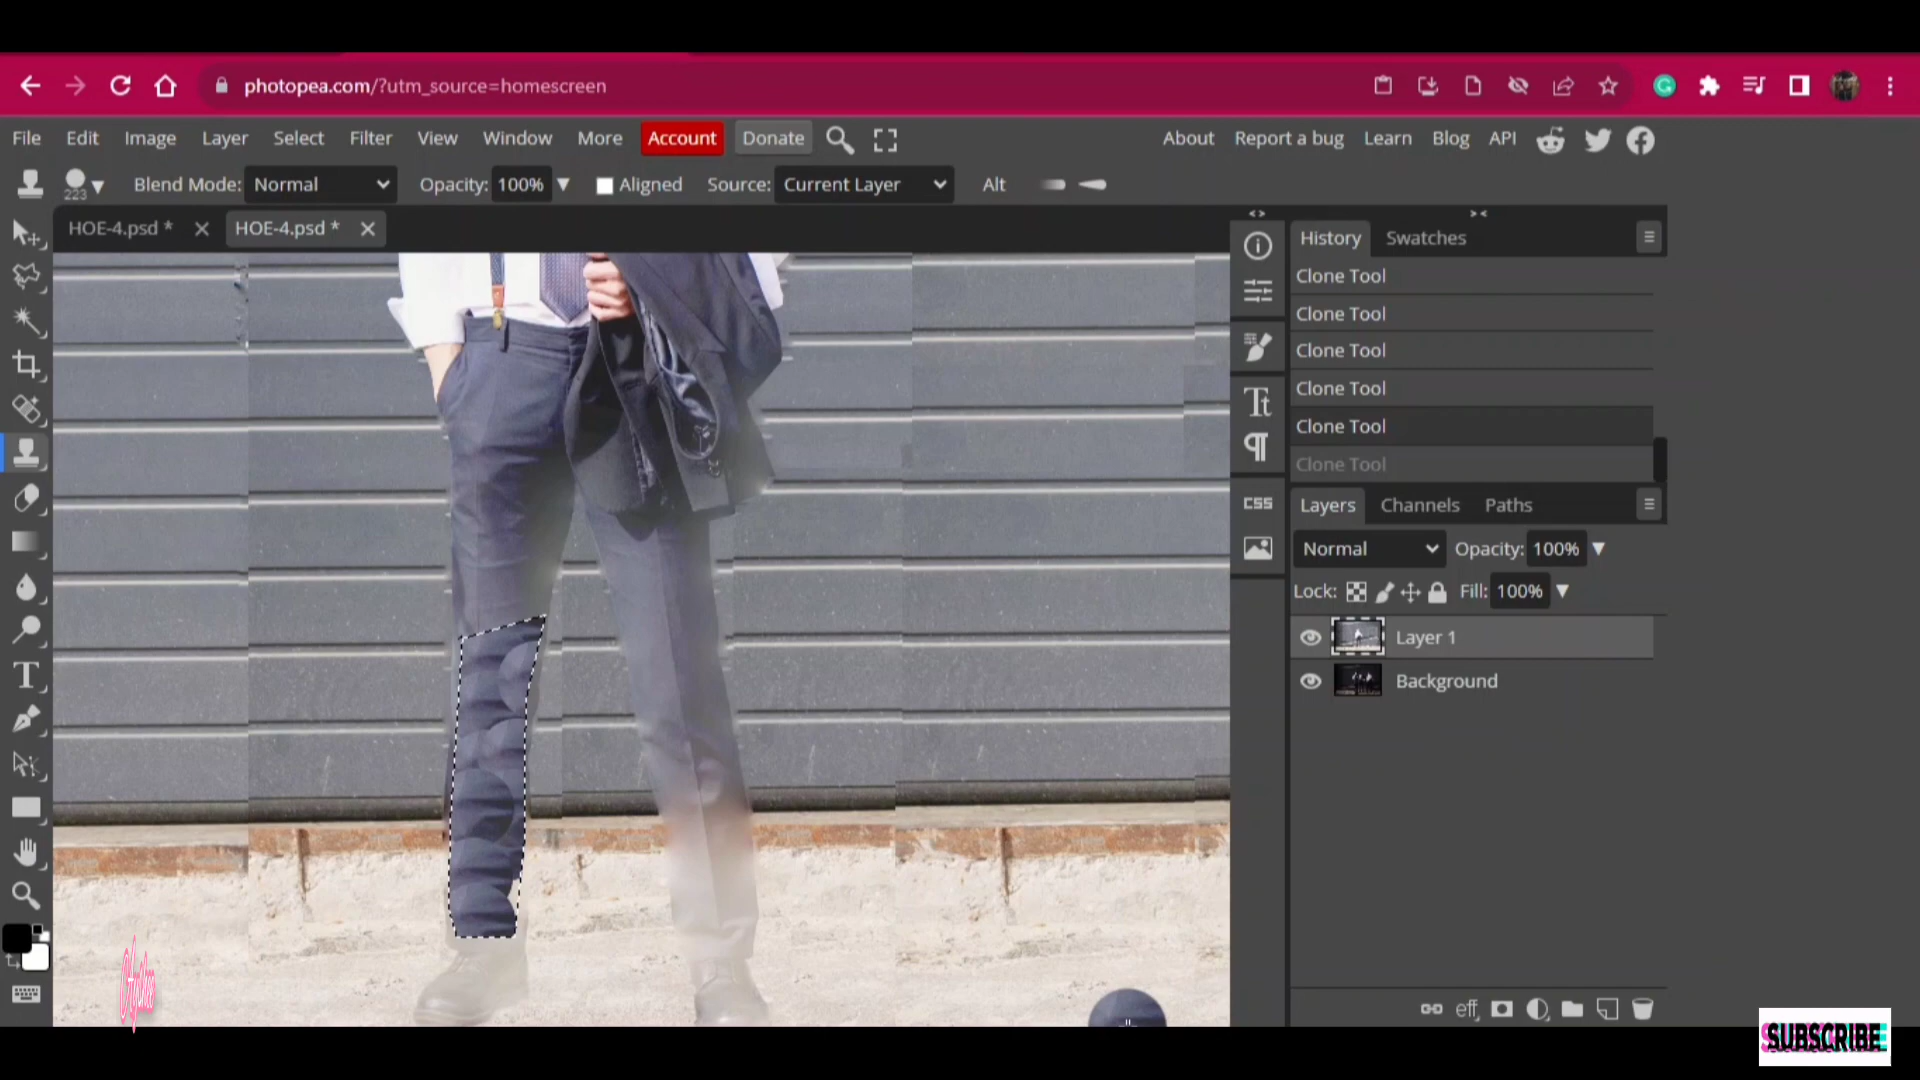 photopea.com/?utm_source=homescreen
File Edit Image Layer Select Filter View Window More Account Donate About Report a bug Learn Blog API
223 Blend Mode: Normal Opacity: 100% Aligned Source: Current Layer Alt
HOE-4.psd * HOE-4.psd *
History Swatches
Clone Tool
Clone Tool
Clone Tool
Clone Tool
Clone Tool
Clone Tool
CSS
Layers Channels Paths
Normal Opacity: 100%
Lock: Fill: 100%
Layer 1
Background
eff
SUBSCRIBE